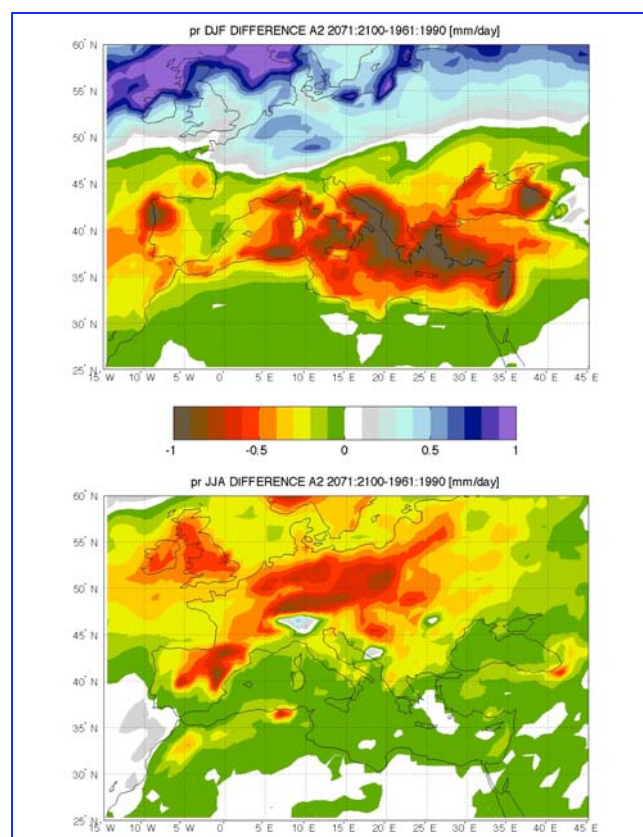 pr DJF DIFFERENCE A2 2071:2100-1961:1990 [mm/day]
60° N
55° N
50° N
45° N
40° N
35° N
30° N
25° N
15° W 10° W 5° W 0° 5° E 10° E 15° E 20° E 25° E 30° E 35° E 40° E 45° E
-1 -0.5 0 0.5 1
pr JJA DIFFERENCE A2 2071:2100-1961:1990 [mm/day]
60° N
55° N
50° N
45° N
40° N
35° N
30° N
25° N
15° W 10° W 5° W 0° 5° E 10° E 15° E 20° E 25° E 30° E 35° E 40° E 45° E